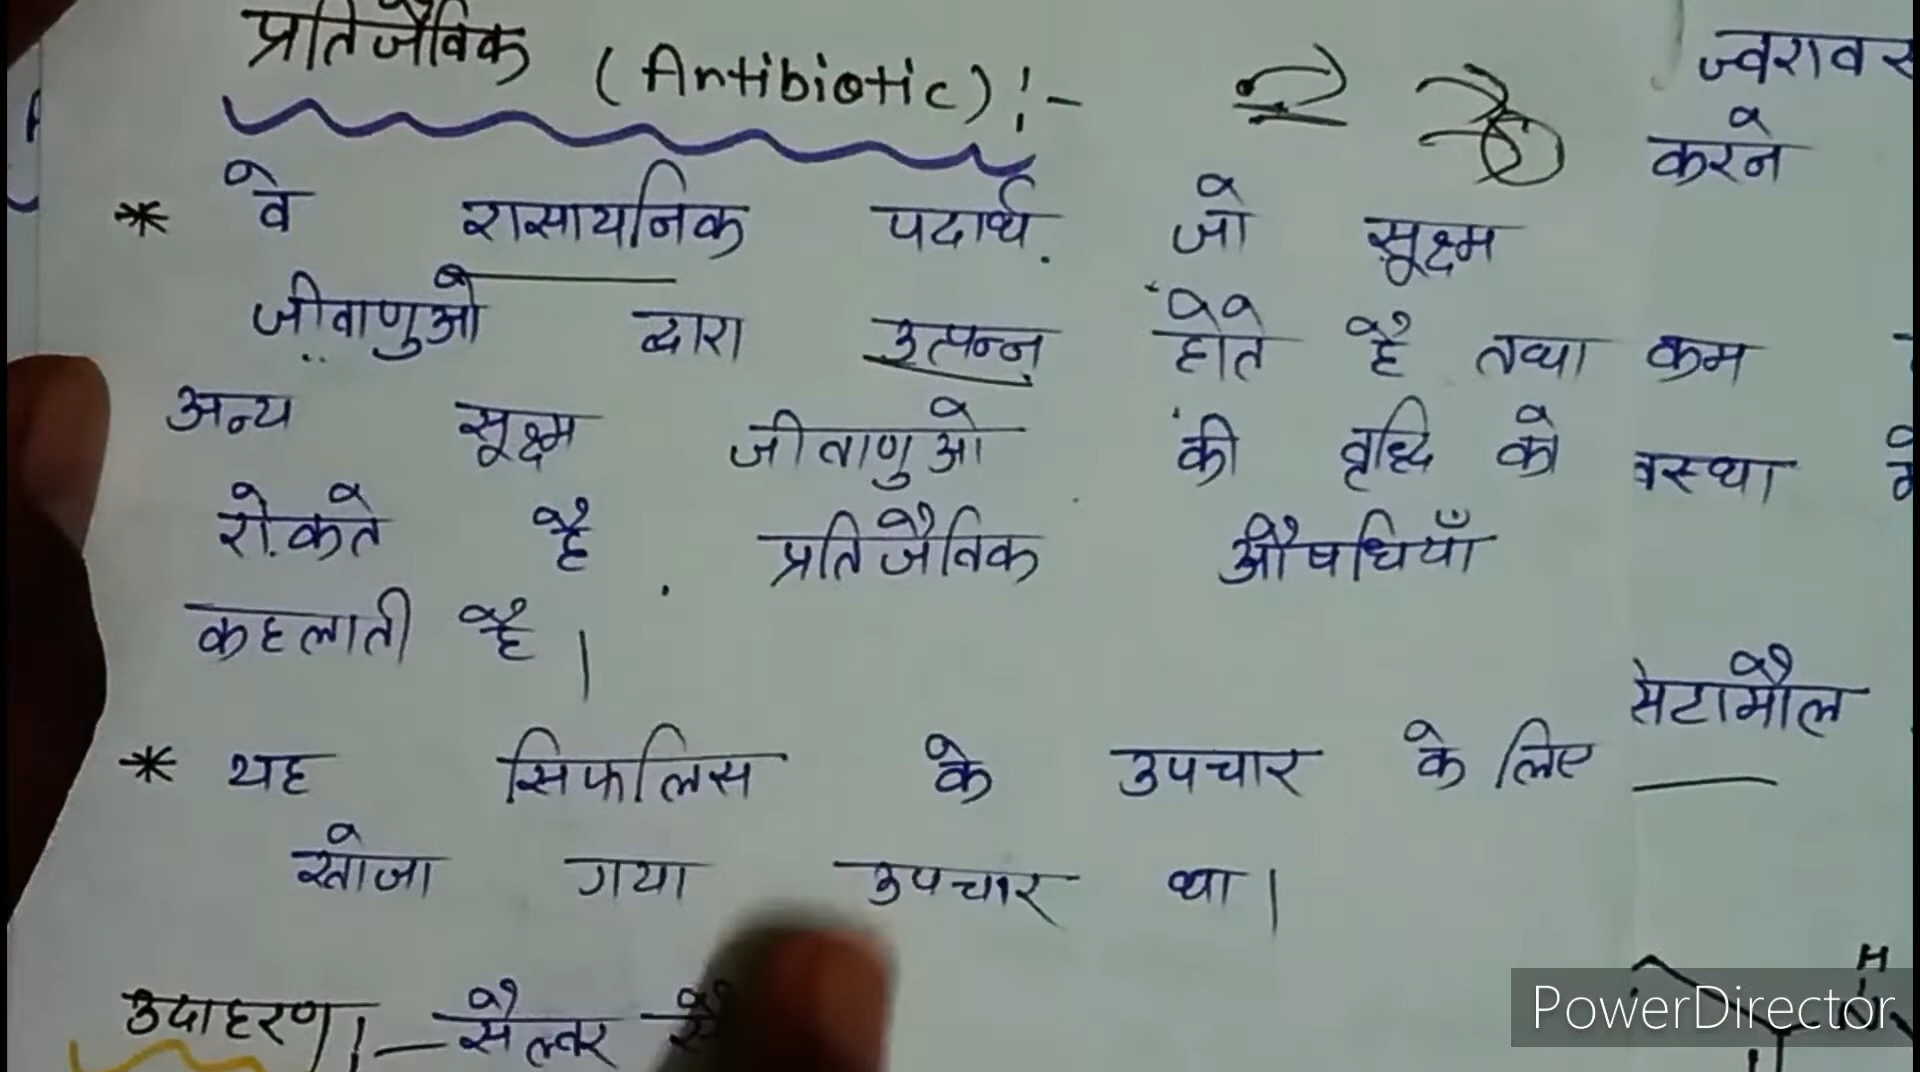 प्रतिजैविक (Antibiotic) :-
* वे रासायनिक पदार्थ जो सूक्ष्म
जीवाणुओ द्वारा उत्पन्न होते है तथा
अन्य सूक्ष्म जीवाणुओ की वृद्धि को
रोकते है प्रतिजैविक औषधियाँ
कहलाती है।
* यह सिफलिस के उपचार के लिए
खोजा गया उपचार था।
उदाहरण :- सैल्वर
ज्वराव
करने
कम
वस्था
सेटामौल
H
N
PowerDirector